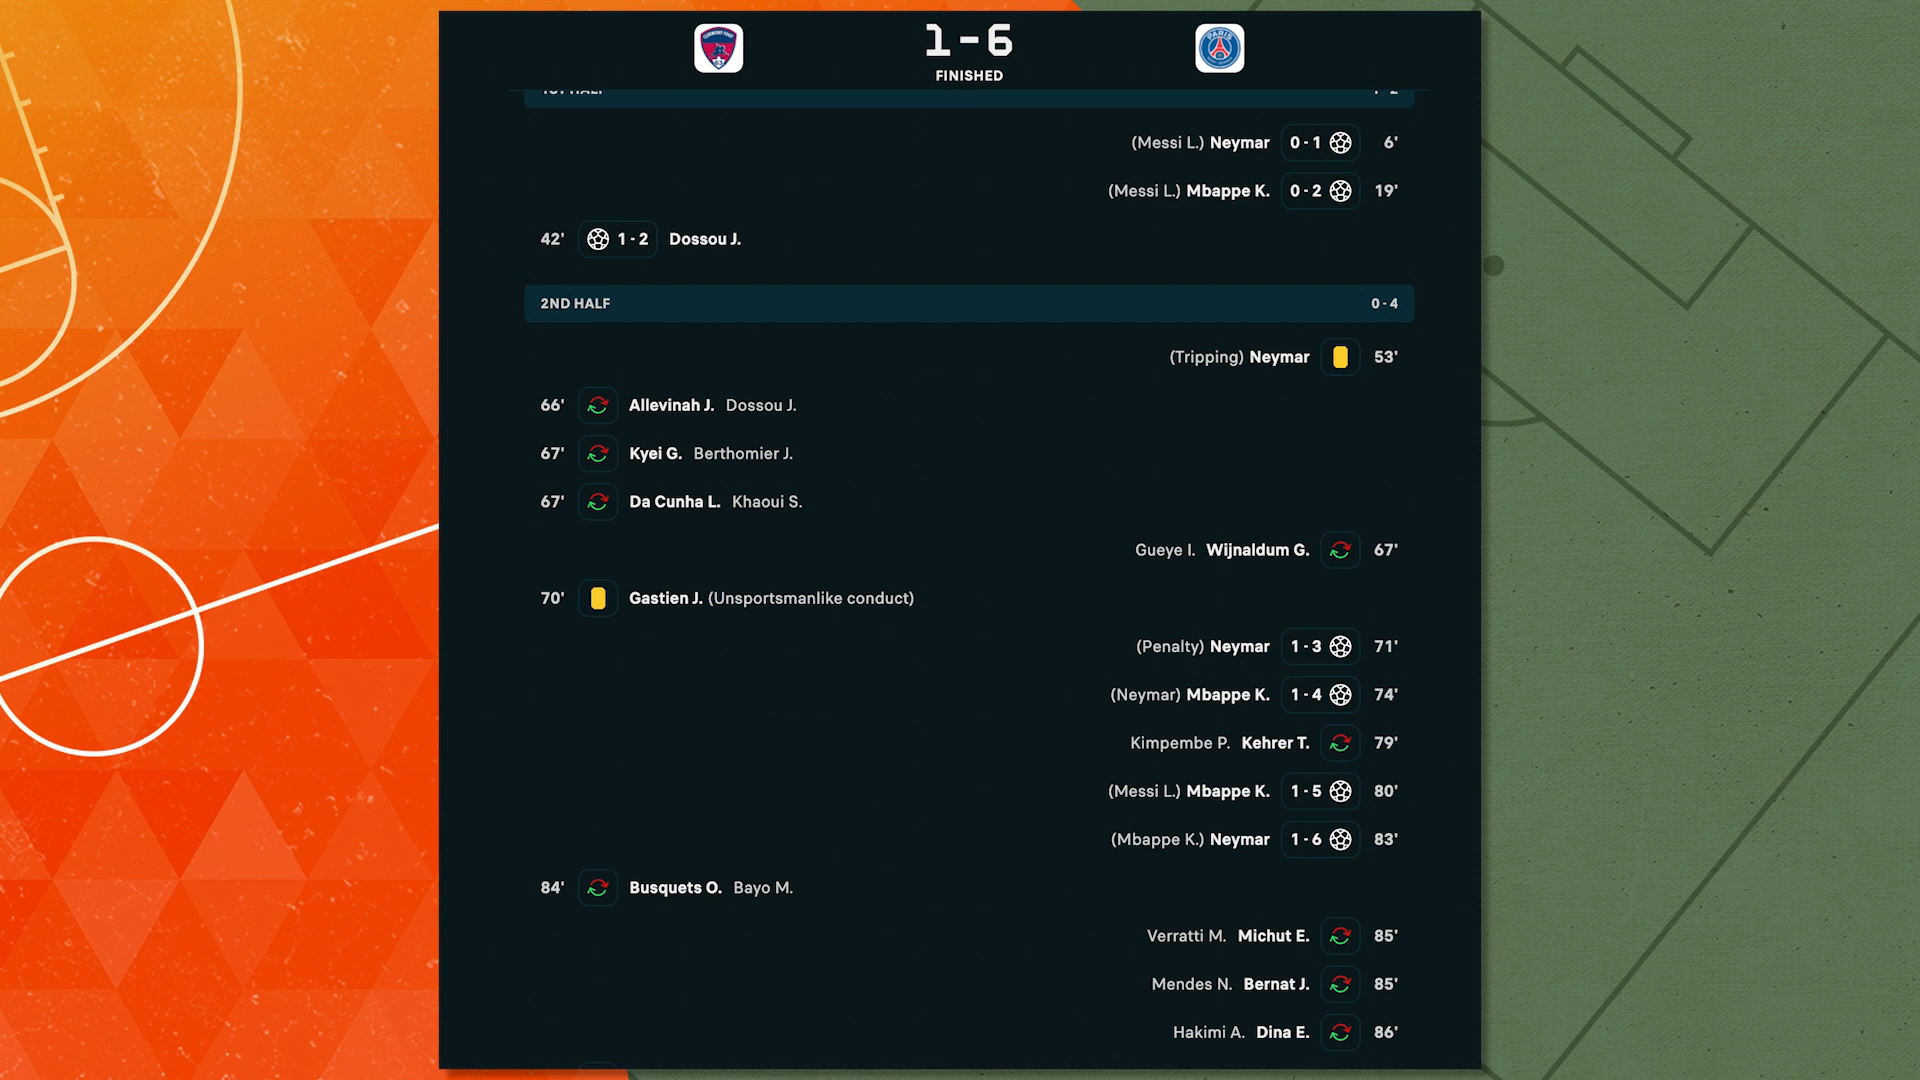 1 - 6
FINISHED
1ST HALF 1 - 2
(Messi L.) Neymar 0 - 1 6'
(Messi L.) Mbappe K. 0 - 2 19'
42' 1 - 2 Dossou J.
2ND HALF 0 - 4
(Tripping) Neymar 53'
66' Allevinah J. Dossou J.
67' Kyei G. Berthomier J.
67' Da Cunha L. Khaoui S.
Gueye I. Wijnaldum G. 67'
70' Gastien J. (Unsportsmanlike conduct)
(Penalty) Neymar 1 - 3 71'
(Neymar) Mbappe K. 1 - 4 74'
Kimpembe P. Kehrer T. 79'
(Messi L.) Mbappe K. 1 - 5 80'
(Mbappe K.) Neymar 1 - 6 83'
84' Busquets O. Bayo M.
Verratti M. Michut E. 85'
Mendes N. Bernat J. 85'
Hakimi A. Dina E. 86'